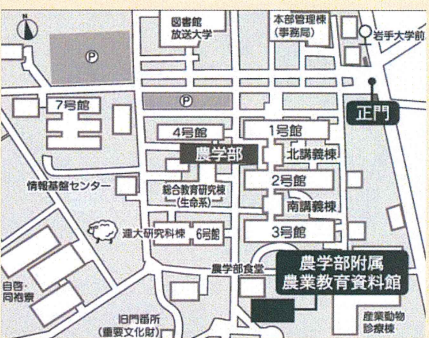 図書館
放送大学
本部管理棟
(事務局)
岩手大学前
P
P
正門
7号館
4号館
1号館
農学部
北講義棟
2号館
情報基盤センター
総合教育研究棟
(生命系)
南講義棟
連大研究科棟
6号館
3号館
農学部食堂
農学部附属
農業教育資料館
自啓・
同袍寮
旧門番所
(重要文化財)
産業動物
診療棟